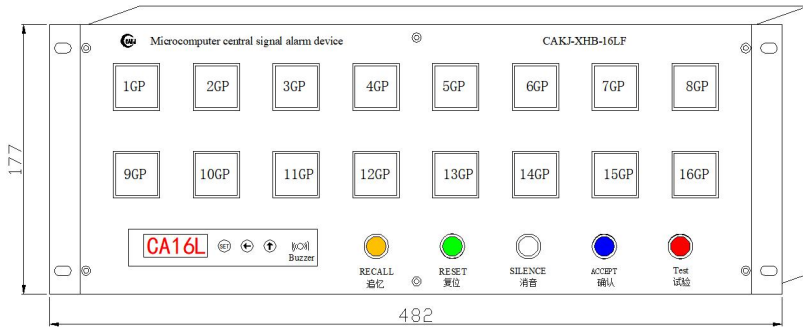 CAKJ Microcomputer central signal alarm device CAKJ-XHB-16LF
1GP 2GP 3GP 4GP 5GP 6GP 7GP 8GP
9GP 10GP 11GP 12GP 13GP 14GP 15GP 16GP
177
CA16L SET
Buzzer
RECALL RESET SILENCE ACCEPT Test
追忆 复位 消音 确认 试验
482